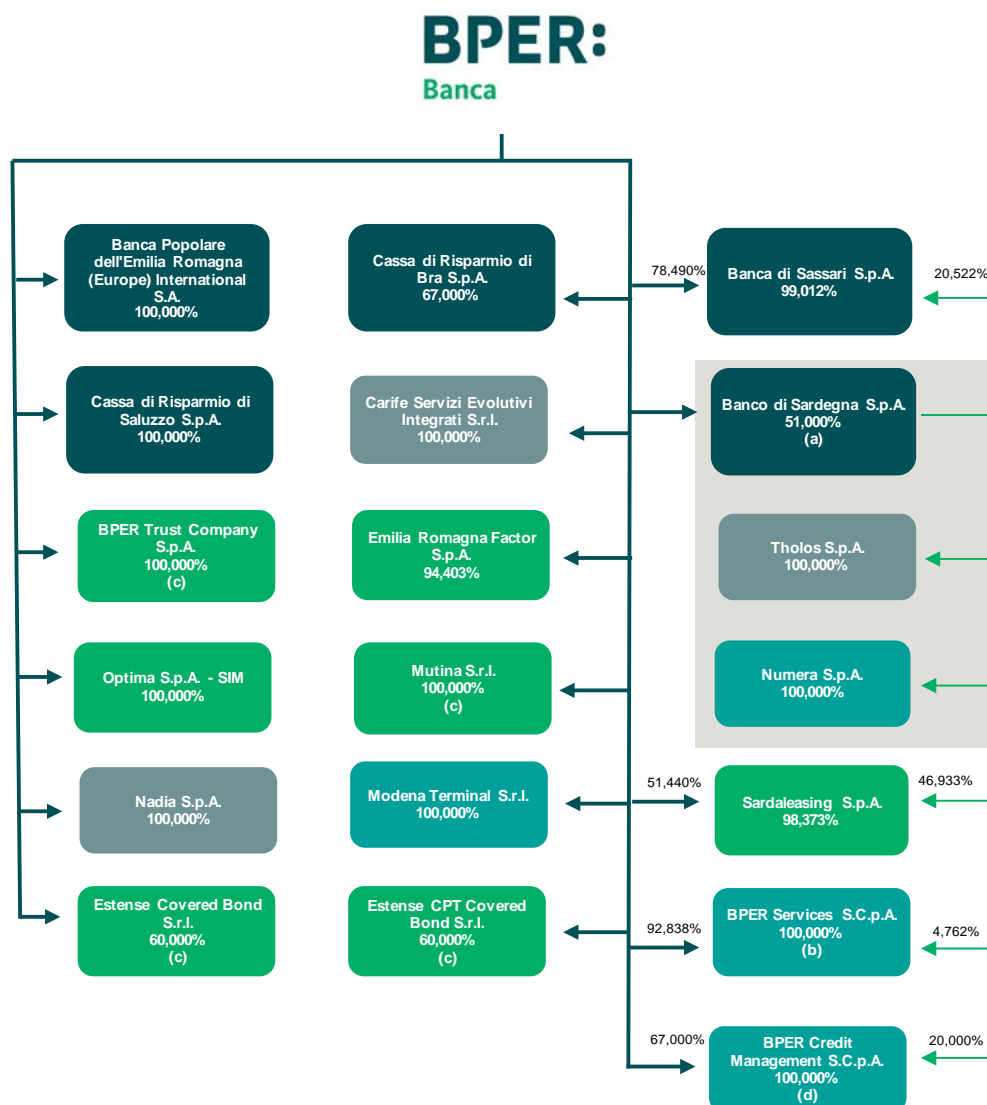 BPER:
Banca
Banca Popolare
dell'Emilia Romagna
(Europe) International
S.A.
100,000%
Cassa di Risparmio di
Bra S.p.A.
67,000%
78,490%
Banca di Sassari S.p.A.
99,012%
20,522%
Cassa di Risparmio di
Saluzzo S.p.A.
100,000%
Carife Servizi Evolutivi
Integrati S.r.l.
100,000%
Banco di Sardegna S.p.A.
51,000%
(a)
BPER Trust Company
S.p.A.
100,000%
(c)
Emilia Romagna Factor
S.p.A.
94,403%
Tholos S.p.A.
100,000%
Optima S.p.A. - SIM
100,000%
Mutina S.r.l.
100,000%
(c)
Numera S.p.A.
100,000%
Nadia S.p.A.
100,000%
Modena Terminal S.r.l.
100,000%
51,440%
Sardaleasing S.p.A.
98,373%
46,933%
Estense Covered Bond
S.r.l.
60,000%
(c)
Estense CPT Covered
Bond S.r.l.
60,000%
(c)
92,838%
BPER Services S.C.p.A.
100,000%
(b)
4,762%
67,000%
BPER Credit
Management S.C.p.A.
100,000%
(d)
20,000%